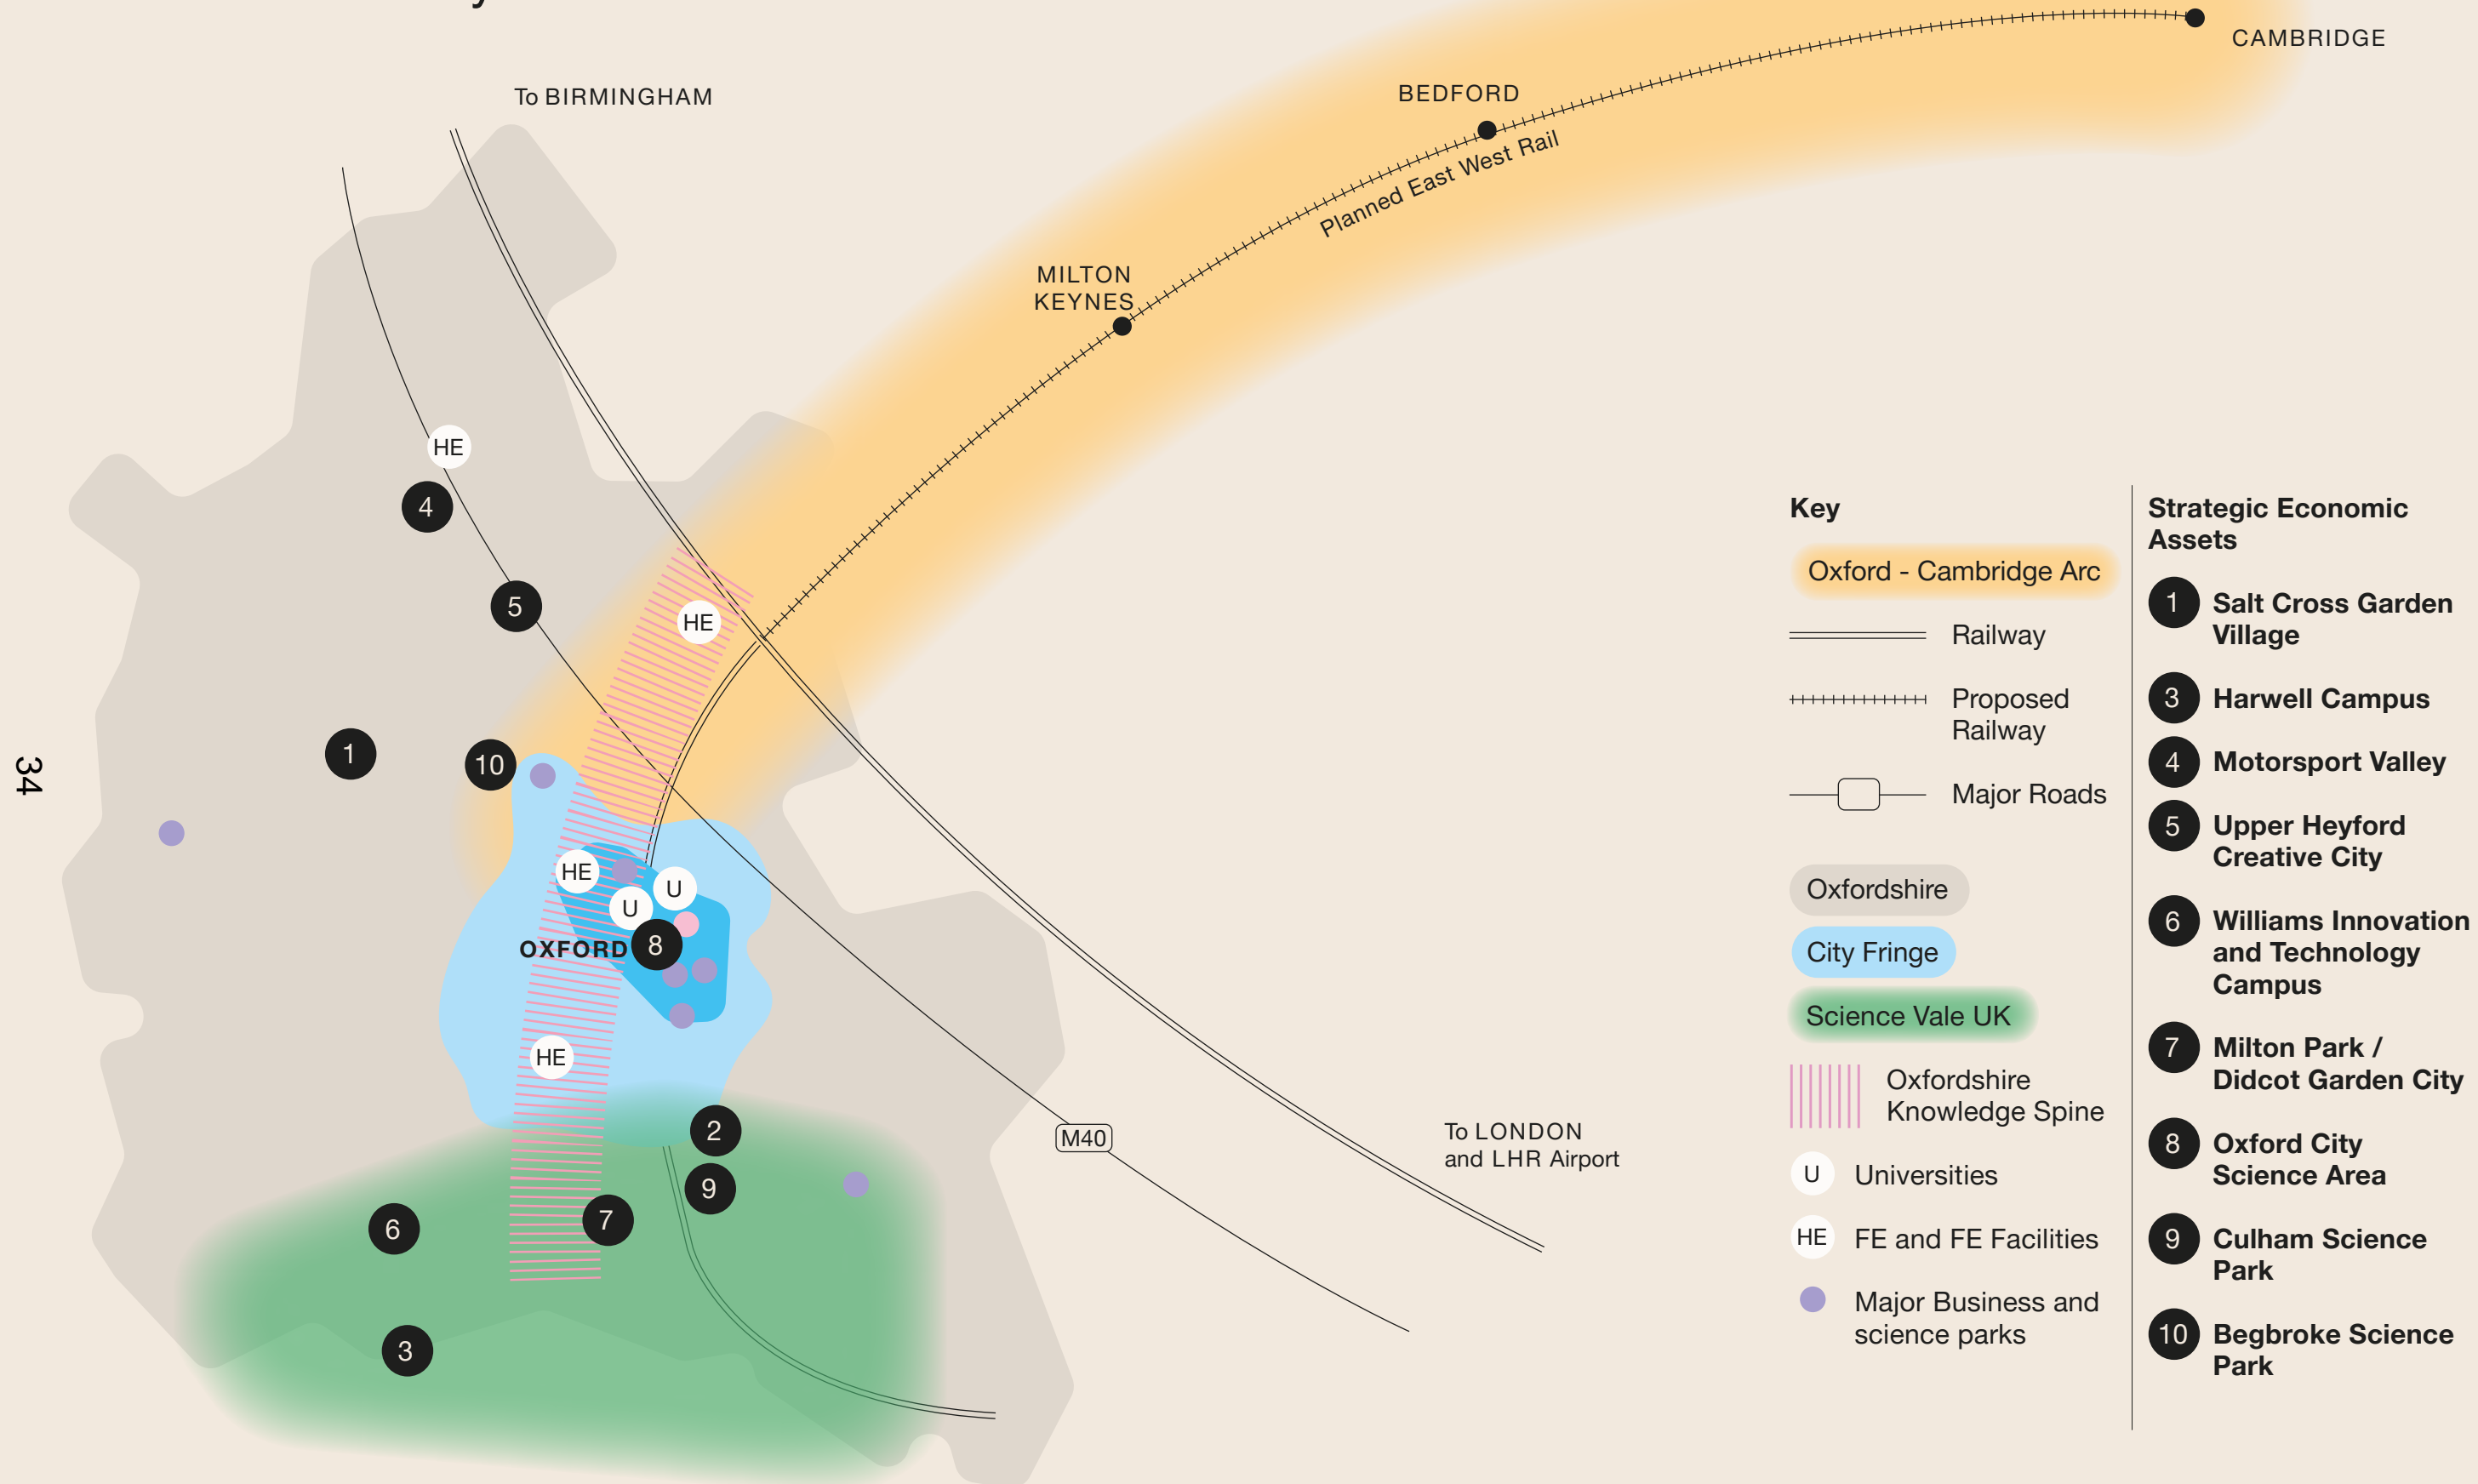 CAMBRIDGE
To BIRMINGHAM
BEDFORD
Planned East West Rail
MILTON
KEYNES
HE
4
5
HE
1
10
34
HE
U
U
OXFORD
8
HE
2
9
7
6
3
M40
To LONDON
and LHR Airport
Key
Oxford - Cambridge Arc
Railway
Proposed
Railway
Major Roads
Oxfordshire
City Fringe
Science Vale UK
Oxfordshire
Knowledge Spine
U Universities
HE FE and FE Facilities
Major Business and
science parks
Strategic Economic
Assets
1 Salt Cross Garden
Village
3 Harwell Campus
4 Motorsport Valley
5 Upper Heyford
Creative City
6 Williams Innovation
and Technology
Campus
7 Milton Park /
Didcot Garden City
8 Oxford City
Science Area
9 Culham Science
Park
10 Begbroke Science
Park